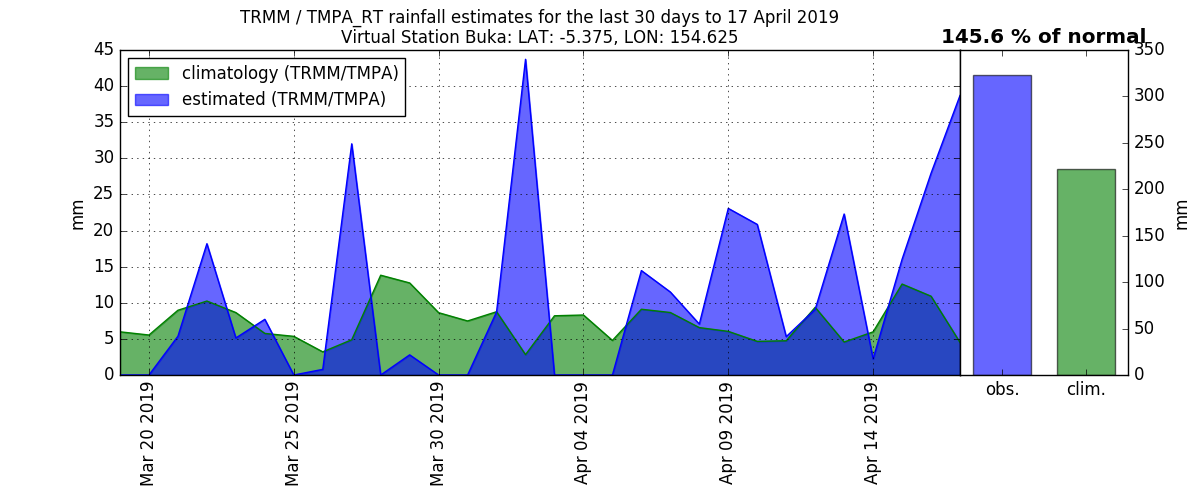 TRMM / TMPA_RT rainfall estimates for the last 30 days to 17 April 2019
Virtual Station Buka: LAT: -5.375, LON: 154.625
145.6 % of normal
climatology (TRMM/TMPA)
estimated (TRMM/TMPA)
45
40
35
30
25
20
15
10
5
0
mm
Mar 20 2019
Mar 25 2019
Mar 30 2019
Apr 04 2019
Apr 09 2019
Apr 14 2019
obs.
clim.
350
300
250
200
150
100
50
0
mm